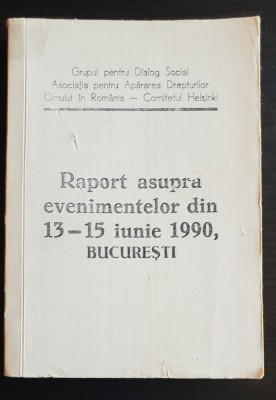 Grupul pentru Dialog Social
Asociația pentru Apărarea Drepturilor
Omului în România — Comitetul Helsinki
Raport asupra
evenimentelor din
13—15 iunie 1990,
BUCUREȘTI